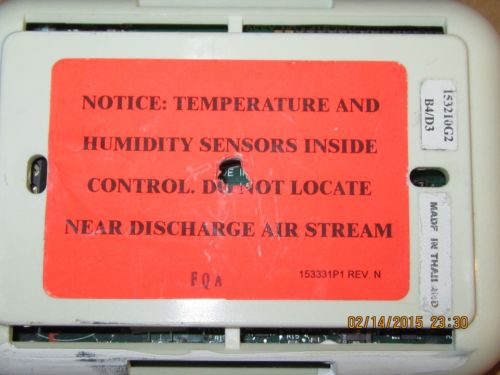 NOTICE: TEMPERATURE AND
HUMIDITY SENSORS INSIDE
CONTROL. DO NOT LOCATE
NEAR DISCHARGE AIR STREAM
FQA
153331P1 REV. N
153210G2
B4/D3
MADE IN THAILAND
02/14/2015 23:30